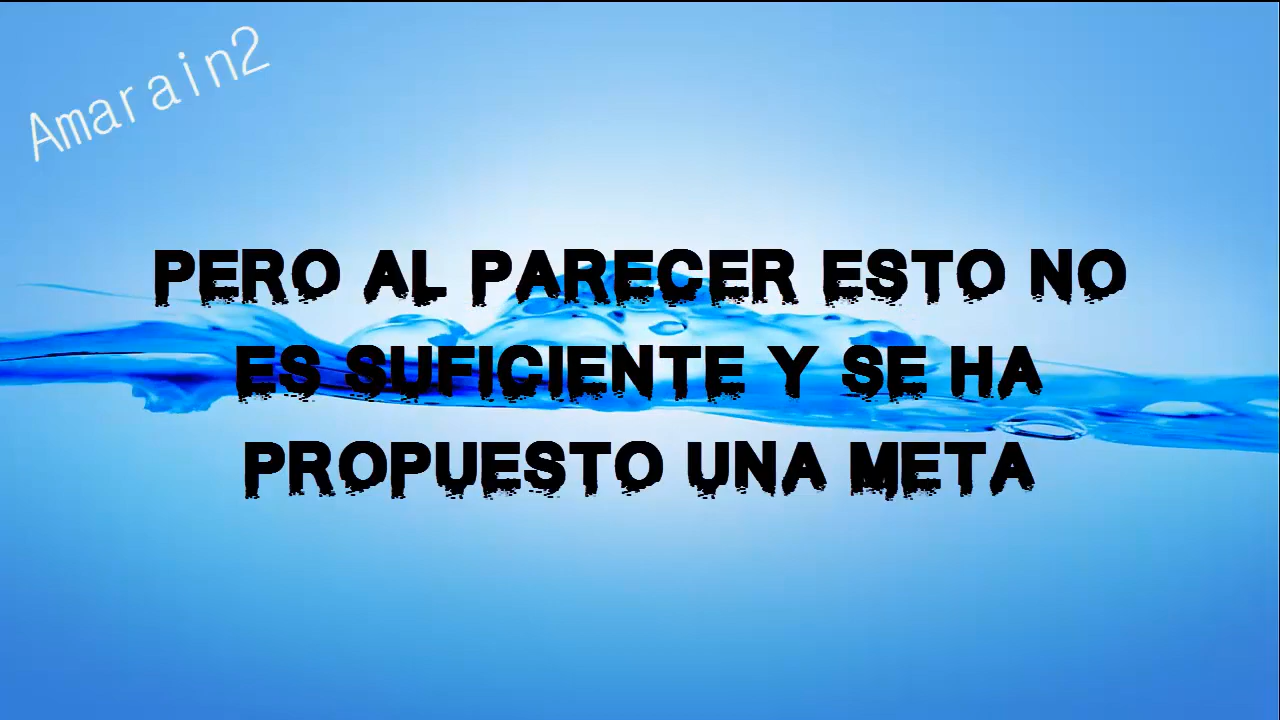 Amarain2
PERO AL PARECER ESTO NO
ES SUFICIENTE Y SE HA
PROPUESTO UNA META